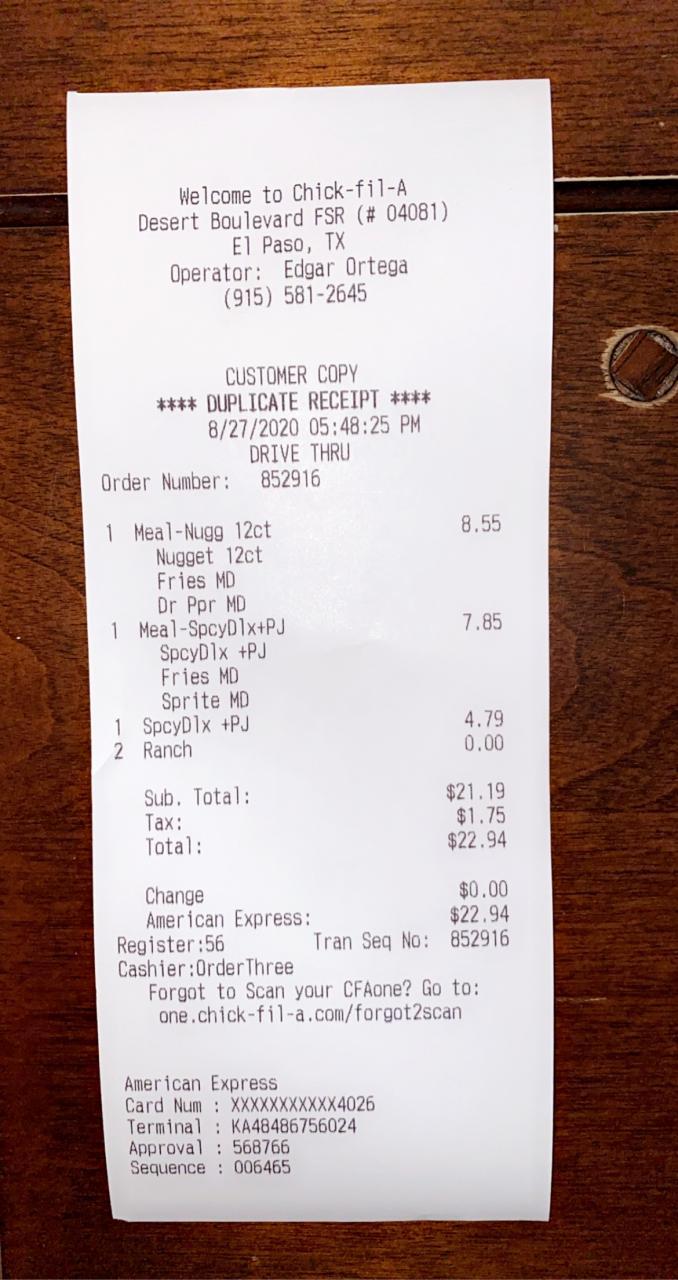 Welcome to Chick-fil-A
Desert Boulevard FSR (# 04081)
El Paso, TX
Operator: Edgar Ortega
(915) 581-2645
CUSTOMER COPY
**** DUPLICATE RECEIPT ****
8/27/2020 05:48:25 PM
DRIVE THRU
Order Number: 852916
1 Meal-Nugg 12ct 8.55
Nugget 12ct
Fries MD
Dr Ppr MD
1 Meal-SpcyDlx+PJ 7.85
SpcyDlx +PJ
Fries MD
Sprite MD
1 SpcyDlx +PJ 4.79
2 Ranch 0.00
Sub. Total: $21.19
Tax: $1.75
Total: $22.94
Change $0.00
American Express: $22.94
Register:56 Tran Seq No: 852916
Cashier:OrderThree
Forgot to Scan your CFAone? Go to:
one.chick-fil-a.com/forgot2scan
American Express
Card Num : XXXXXXXXXXX4026
Terminal : KA48486756024
Approval : 568766
Sequence : 006465